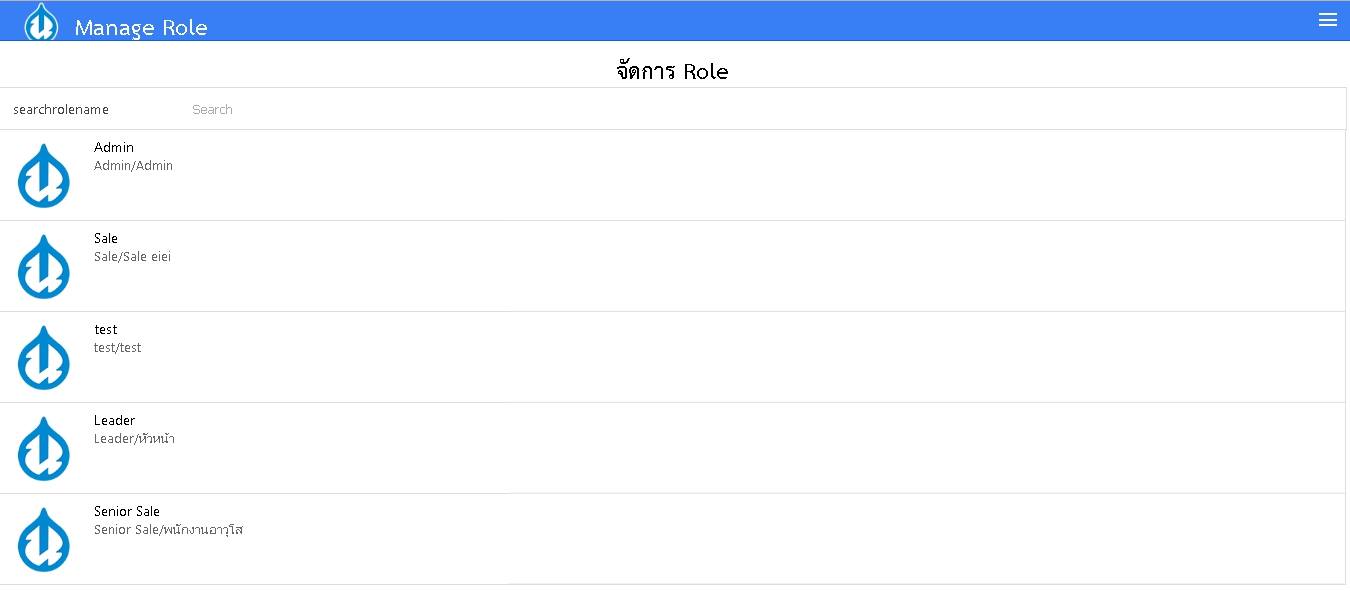 Manage Role
จัดการ Role
searchrolename Search
Admin
Admin/Admin
Sale
Sale/Sale eiei
test
test/test
Leader
Leader/หัวหน้า
Senior Sale
Senior Sale/พนักงานอาวุโส